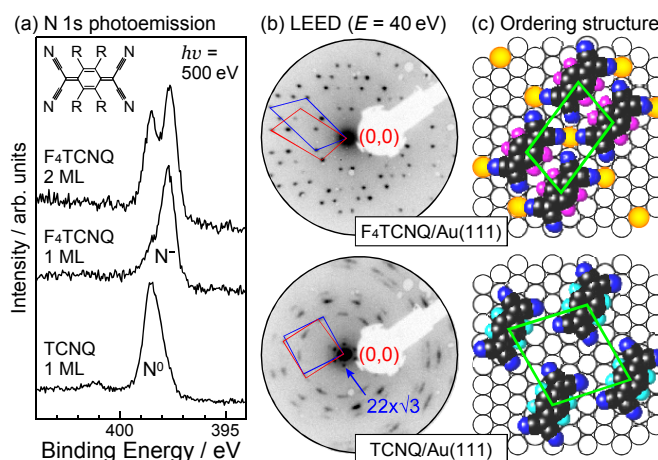 (a) N 1s photoemission
N
R
R
N
N
R
R
N
hν =
500 eV
F₄TCNQ
2 ML
F₄TCNQ
1 ML
N⁻
TCNQ
1 ML
N⁰
Intensity / arb. units
400
395
Binding Energy / eV
(b) LEED (E = 40 eV)
(0,0)
F₄TCNQ/Au(111)
(0,0)
22x√3
TCNQ/Au(111)
(c) Ordering structure